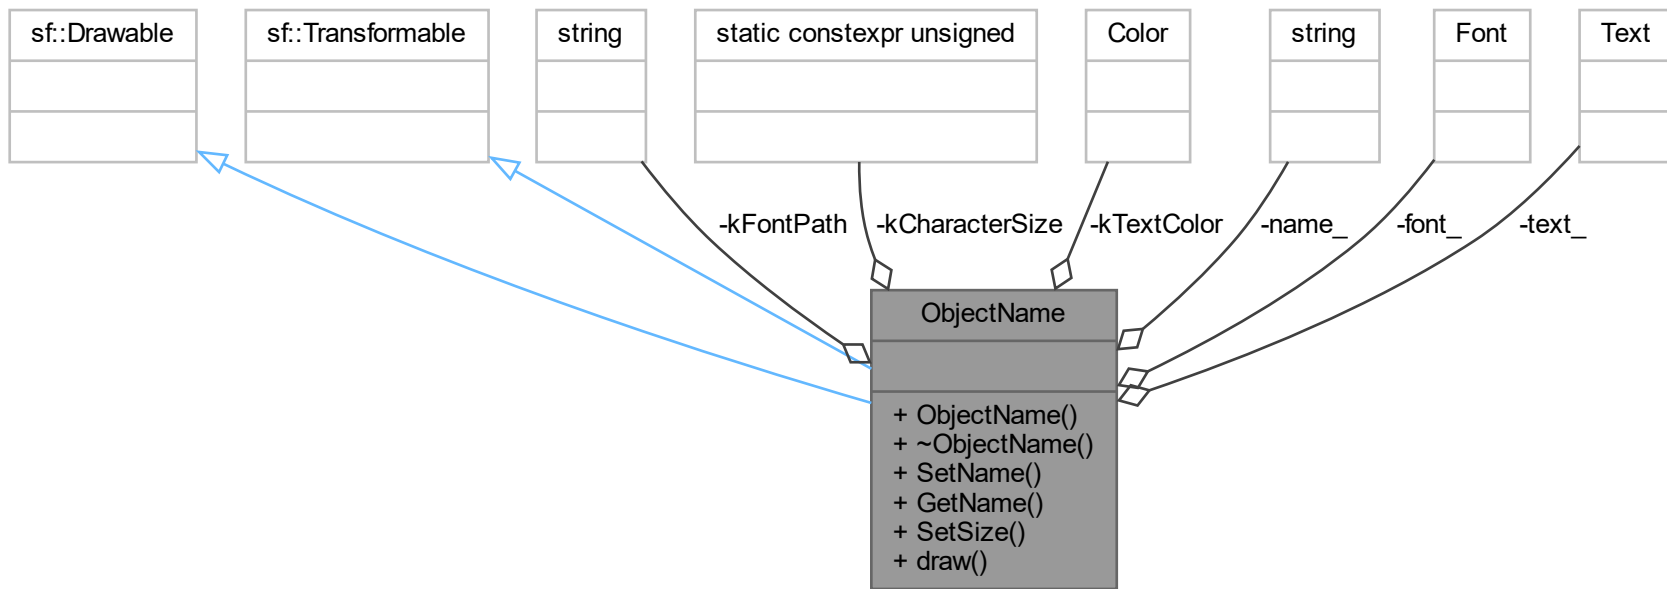 sf::Drawable
sf::Transformable
string
static constexpr unsigned
Color
string
Font
Text
-kFontPath
-kCharacterSize
-kTextColor
-name_
-font_
-text_
ObjectName
+ ObjectName()
+ ~ObjectName()
+ SetName()
+ GetName()
+ SetSize()
+ draw()